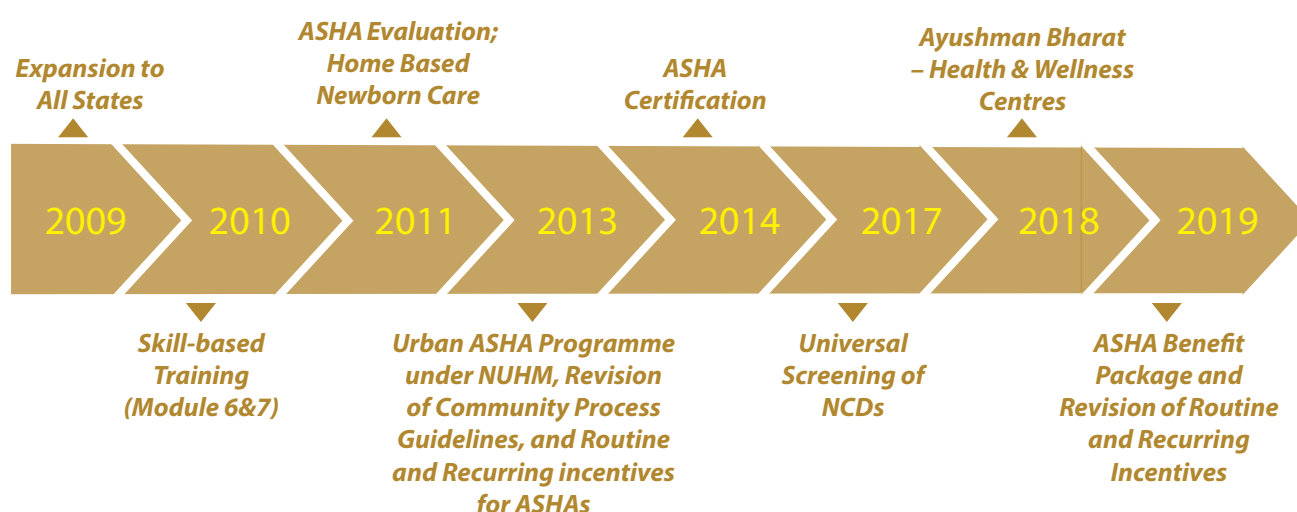 Expansion to
All States
ASHA Evaluation;
Home Based
Newborn Care
ASHA
Certification
Ayushman Bharat
– Health & Wellness
Centres
2009
2010
2011
2013
2014
2017
2018
2019
Skill-based
Training
(Module 6&7)
Urban ASHA Programme
under NUHM, Revision
of Community Process
Guidelines, and Routine
and Recurring incentives
for ASHAs
Universal
Screening of
NCDs
ASHA Benefit
Package and
Revision of Routine
and Recurring
Incentives